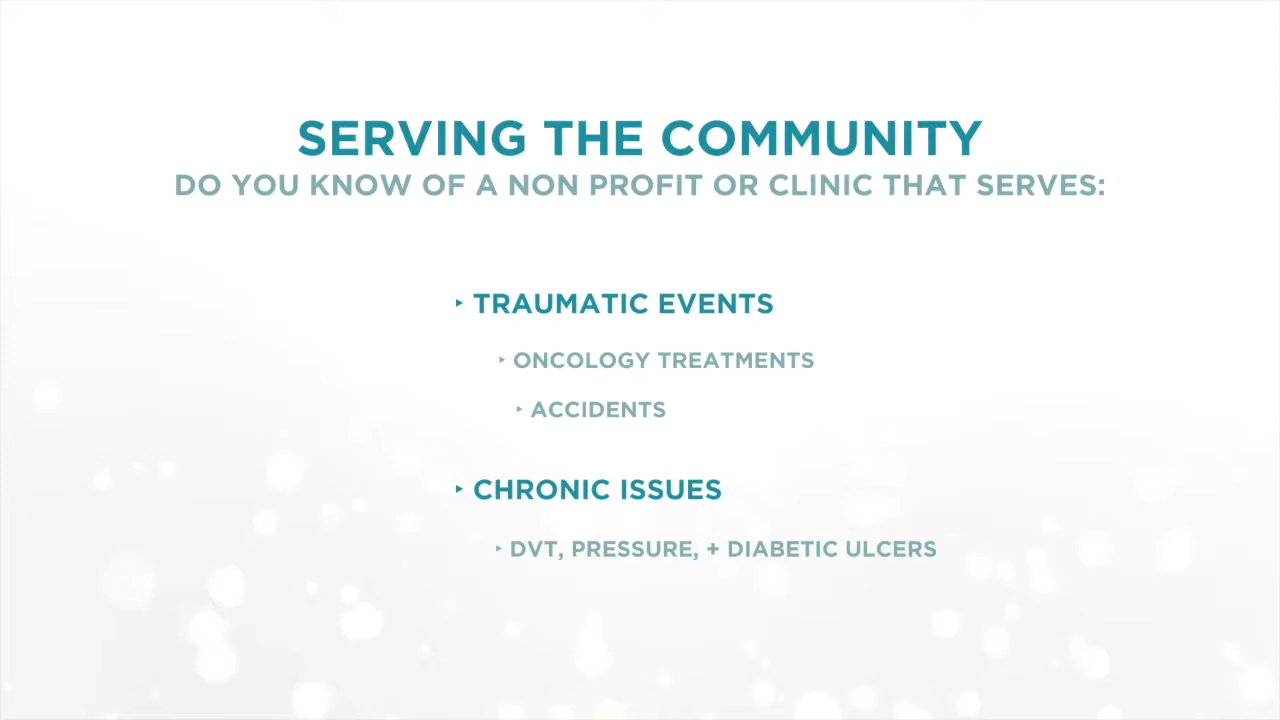 SERVING THE COMMUNITY
DO YOU KNOW OF A NON PROFIT OR CLINIC THAT SERVES:
‣ TRAUMATIC EVENTS
‣ ONCOLOGY TREATMENTS
‣ ACCIDENTS
‣ CHRONIC ISSUES
‣ DVT, PRESSURE, + DIABETIC ULCERS